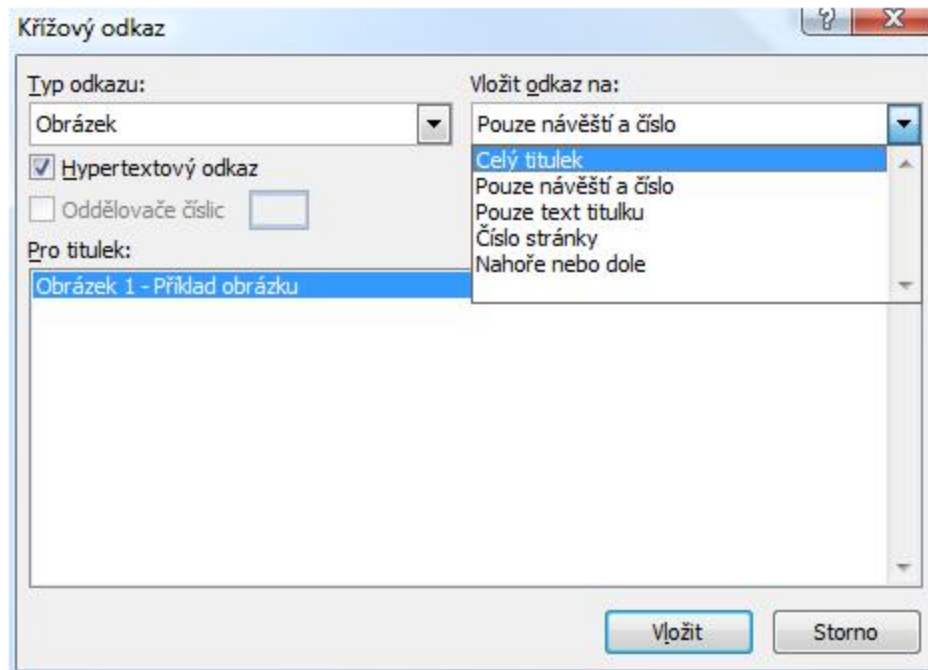 Křížový odkaz
Typ odkazu:
Obrázek
Hypertextový odkaz
Oddělovače číslic
Pro titulek:
Obrázek 1 - Příklad obrázku
Vložit odkaz na:
Pouze návěští a číslo
Celý titulek
Pouze návěští a číslo
Pouze text titulku
Číslo stránky
Nahoře nebo dole
Vložit
Storno